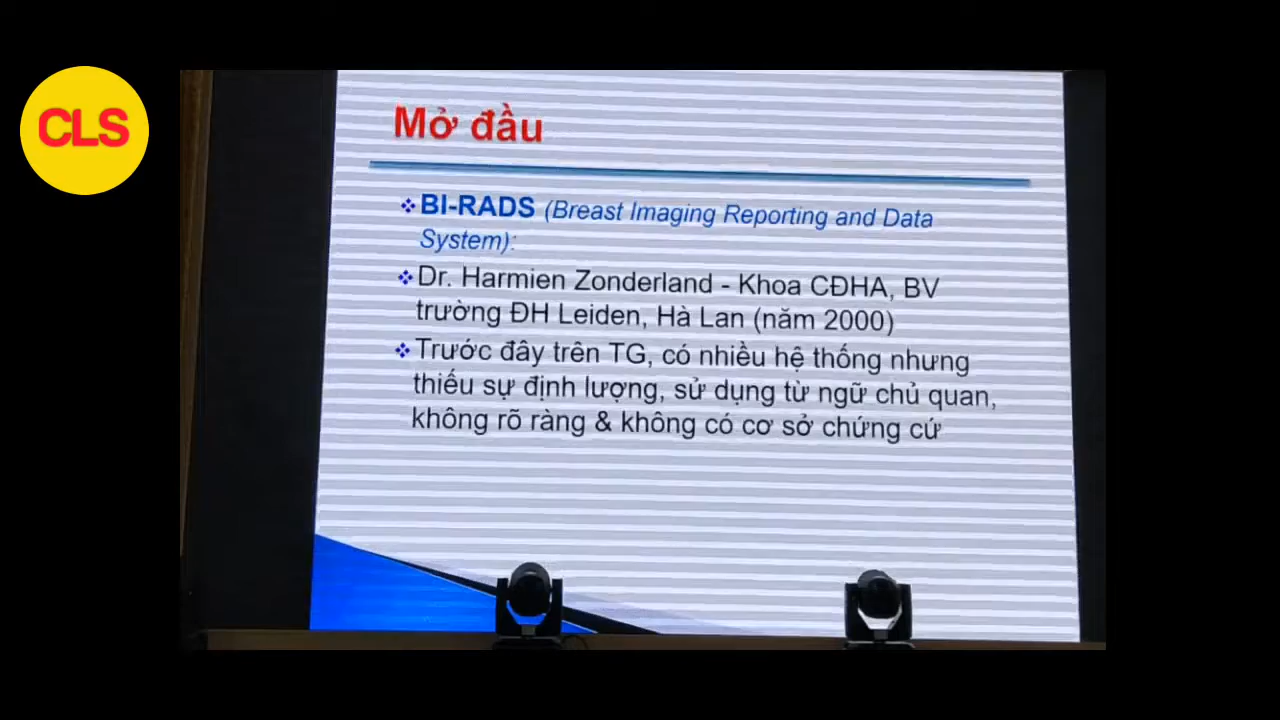 CLS
Mở đầu
BI-RADS (Breast Imaging Reporting and Data
System):
Dr. Harmien Zonderland - Khoa CĐHA, BV
trường ĐH Leiden, Hà Lan (năm 2000)
Trước đây trên TG, có nhiều hệ thống nhưng
thiếu sự định lượng, sử dụng từ ngữ chủ quan,
không rõ ràng & không có cơ sở chứng cứ